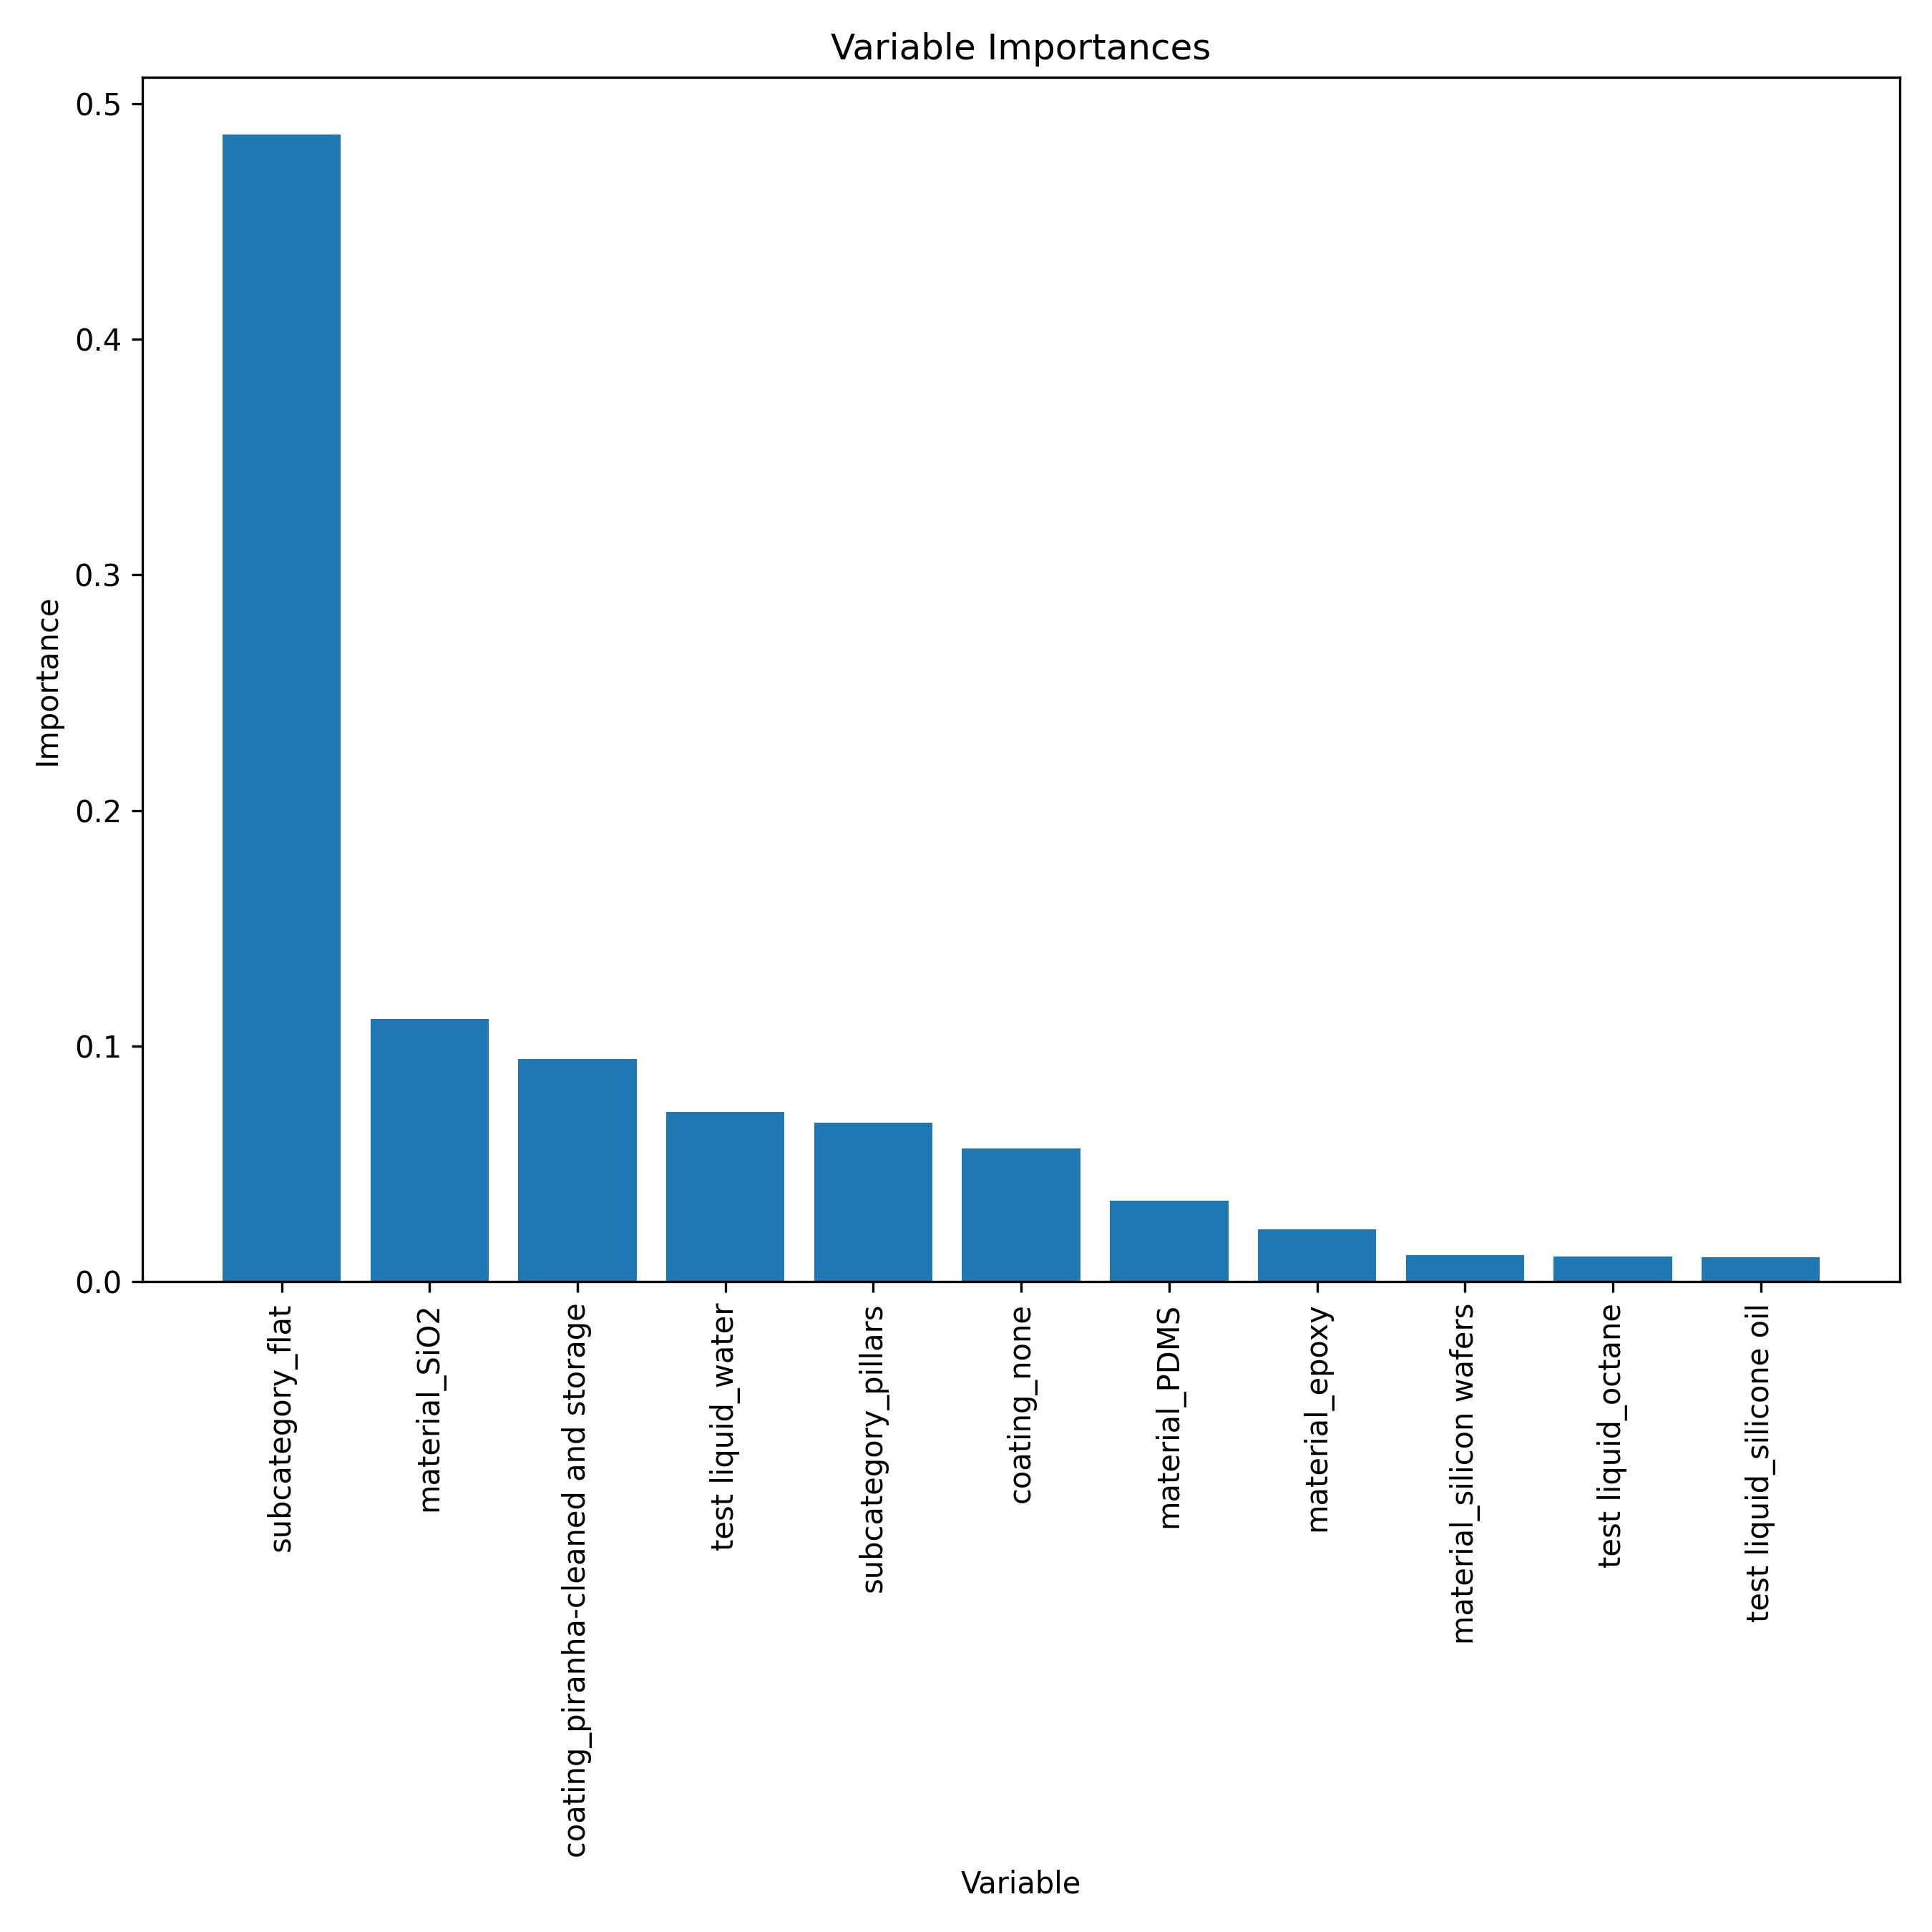 Variable Importances
Importance
0.5
0.4
0.3
0.2
0.1
0.0
subcategory_flat
material_SiO2
coating_piranha-cleaned and storage
test liquid_water
subcategory_pillars
coating_none
material_PDMS
material_epoxy
material_silicon wafers
test liquid_octane
test liquid_silicone oil
Variable